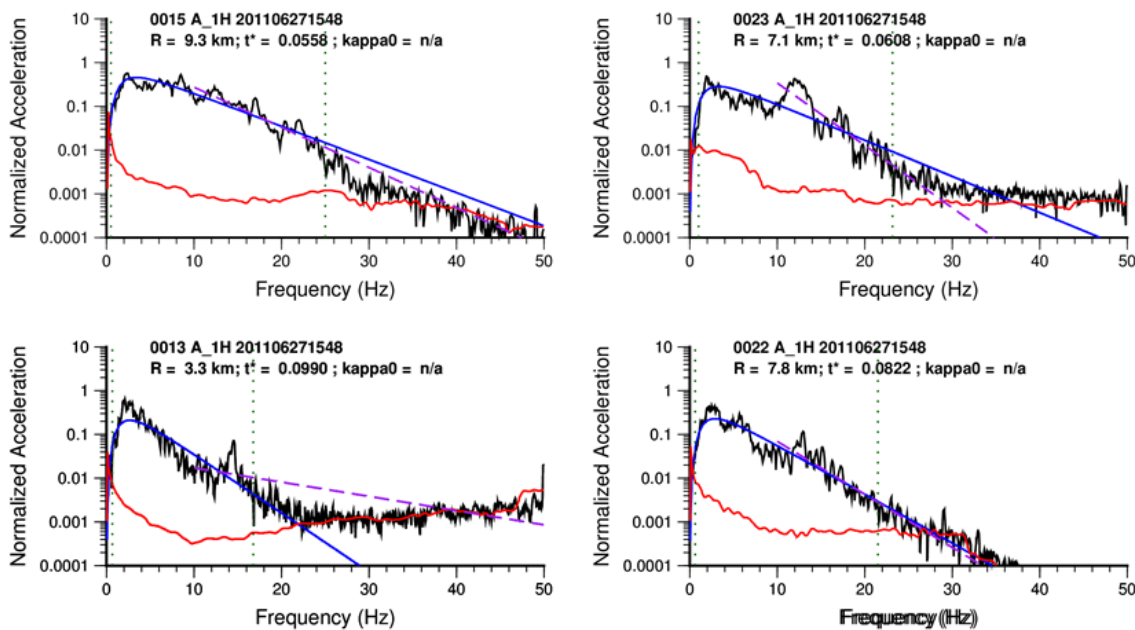 0015 A_1H 201106271548
R = 9.3 km; t* = 0.0558 ; kappa0 = n/a
Normalized Acceleration
10
1
0.1
0.01
0.001
0.0001
0 10 20 30 40 50
Frequency (Hz)
0023 A_1H 201106271548
R = 7.1 km; t* = 0.0608 ; kappa0 = n/a
Normalized Acceleration
10
1
0.1
0.01
0.001
0.0001
0 10 20 30 40 50
Frequency (Hz)
0013 A_1H 201106271548
R = 3.3 km; t* = 0.0990 ; kappa0 = n/a
Normalized Acceleration
10
1
0.1
0.01
0.001
0.0001
0 10 20 30 40 50
Frequency (Hz)
0022 A_1H 201106271548
R = 7.8 km; t* = 0.0822 ; kappa0 = n/a
Normalized Acceleration
10
1
0.1
0.01
0.001
0.0001
0 10 20 30 40 50
Frequency (Hz)